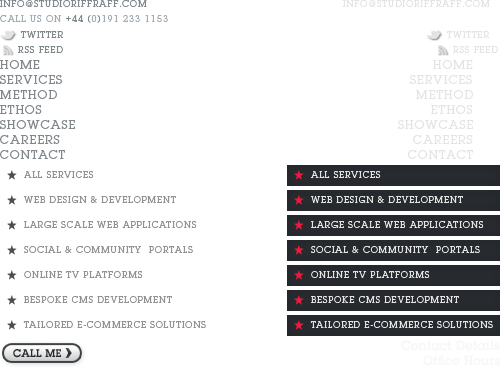 INFO@STUDIORIFFRAFF.COM INFO@STUDIORIFFRAFF.COM
CALL US ON +44 (0)191 233 1153
TWITTER TWITTER
RSS FEED RSS FEED
HOME HOME
SERVICES SERVICES
METHOD METHOD
ETHOS ETHOS
SHOWCASE SHOWCASE
CAREERS CAREERS
CONTACT CONTACT
ALL SERVICES ALL SERVICES
WEB DESIGN & DEVELOPMENT WEB DESIGN & DEVELOPMENT
LARGE SCALE WEB APPLICATIONS LARGE SCALE WEB APPLICATIONS
SOCIAL & COMMUNITY PORTALS SOCIAL & COMMUNITY PORTALS
ONLINE TV PLATFORMS ONLINE TV PLATFORMS
BESPOKE CMS DEVELOPMENT BESPOKE CMS DEVELOPMENT
TAILORED E-COMMERCE SOLUTIONS TAILORED E-COMMERCE SOLUTIONS
CALL ME Contact Details
Office Hours